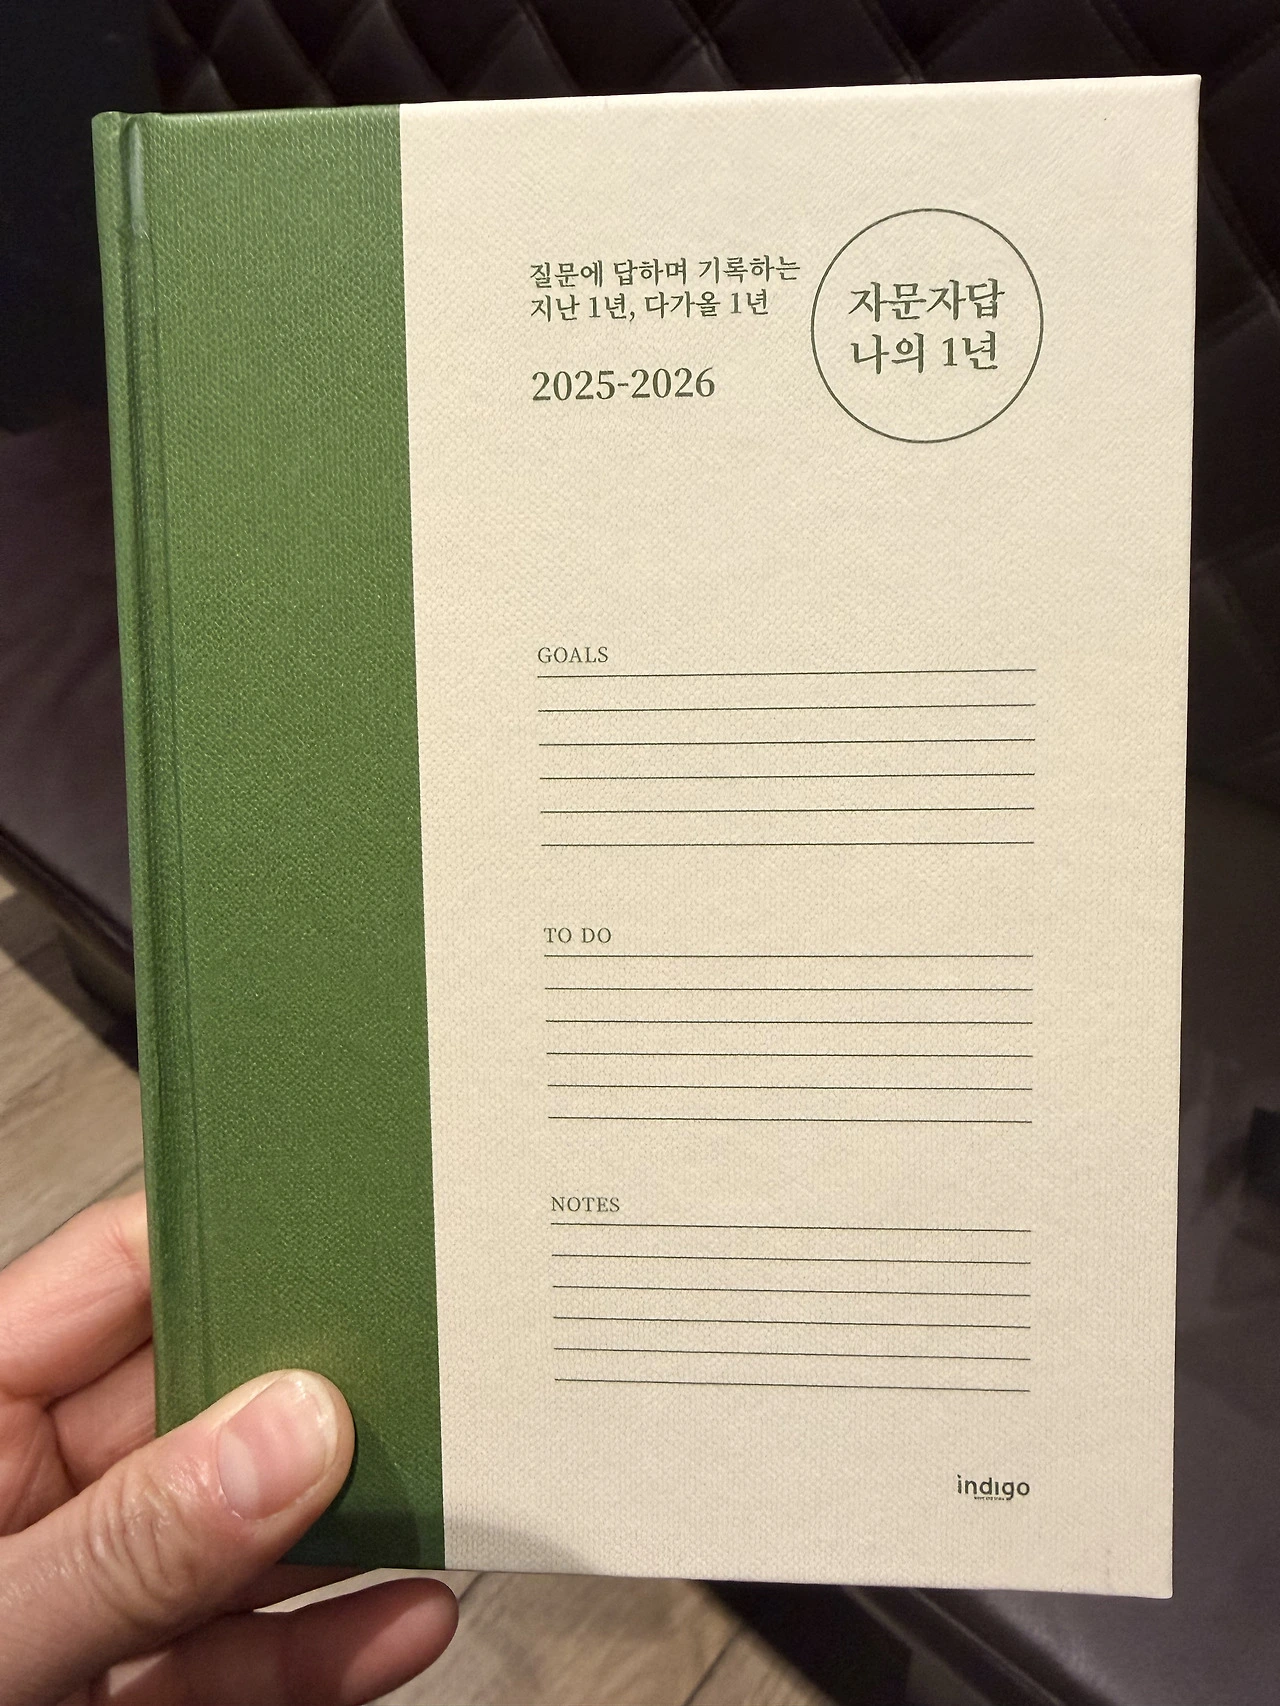 질문에 답하며 기록하는
지난 1년, 다가올 1년
2025-2026
자문자답
나의 1년
GOALS
TO DO
NOTES
indigo